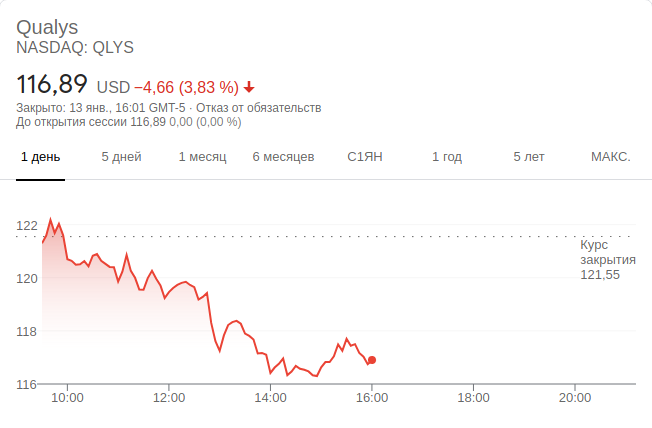 Qualys
NASDAQ: QLYS
116,89 USD −4,66 (3,83 %)
Закрыто: 13 янв., 16:01 GMT-5 · Отказ от обязательств
До открытия сессии 116,89 0,00 (0,00 %)
1 день 5 дней 1 месяц 6 месяцев С1ЯН 1 год 5 лет МАКС.
122
Курс
закрытия
121,55
120
118
116
10:00 12:00 14:00 16:00 18:00 20:00